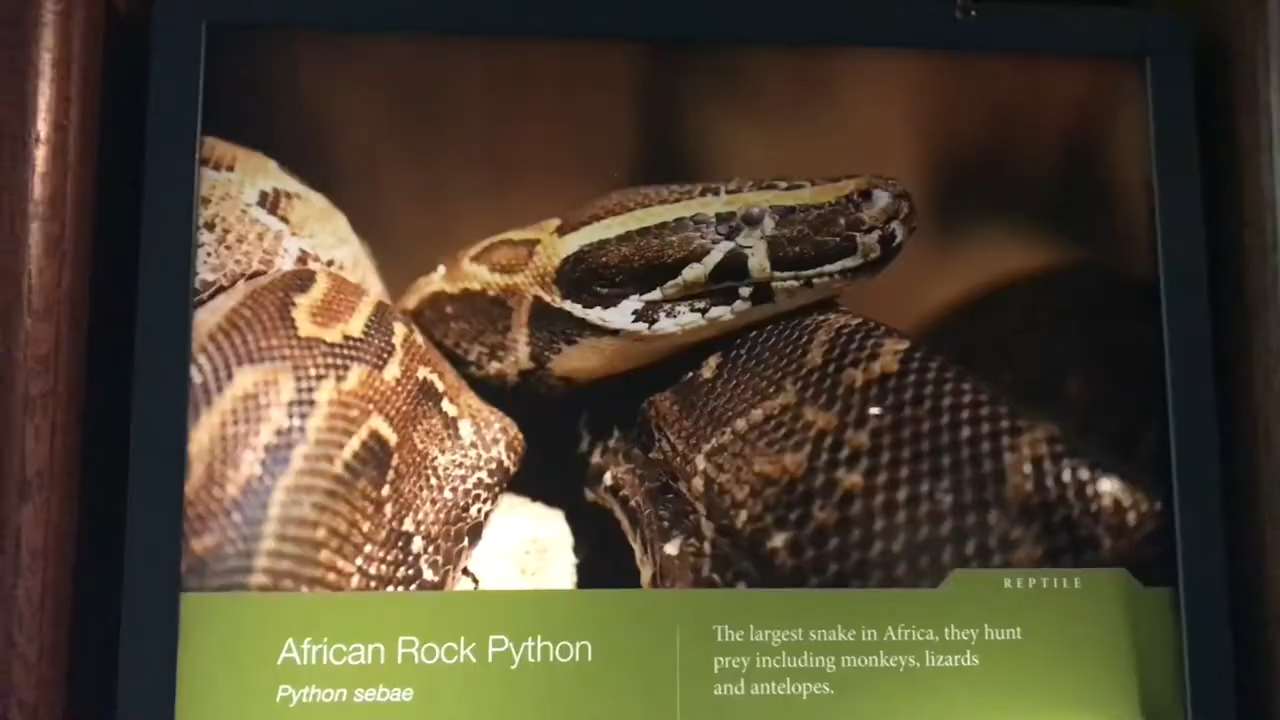 REPTILE
African Rock Python
Python sebae
The largest snake in Africa, they hunt
prey including monkeys, lizards
and antelopes.